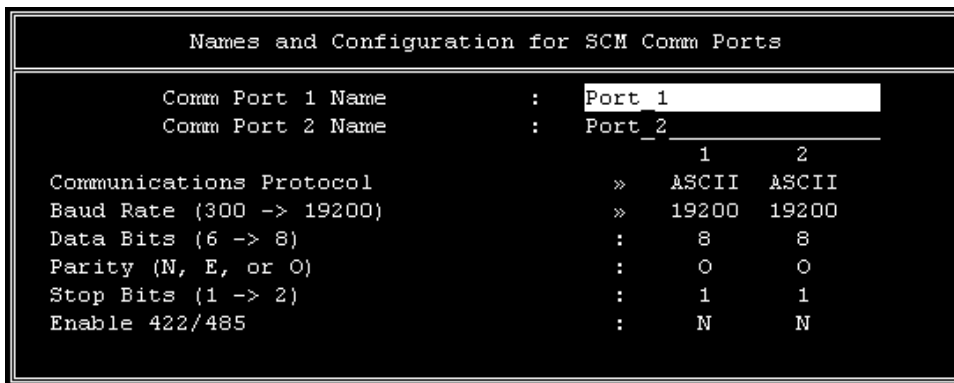 Names and Configuration for SCM Comm Ports
Comm Port 1 Name : Port_1
Comm Port 2 Name : Port_2
1 2
Communications Protocol » ASCII ASCII
Baud Rate (300 -> 19200) » 19200 19200
Data Bits (6 -> 8) : 8 8
Parity (N, E, or O) : O O
Stop Bits (1 -> 2) : 1 1
Enable 422/485 : N N